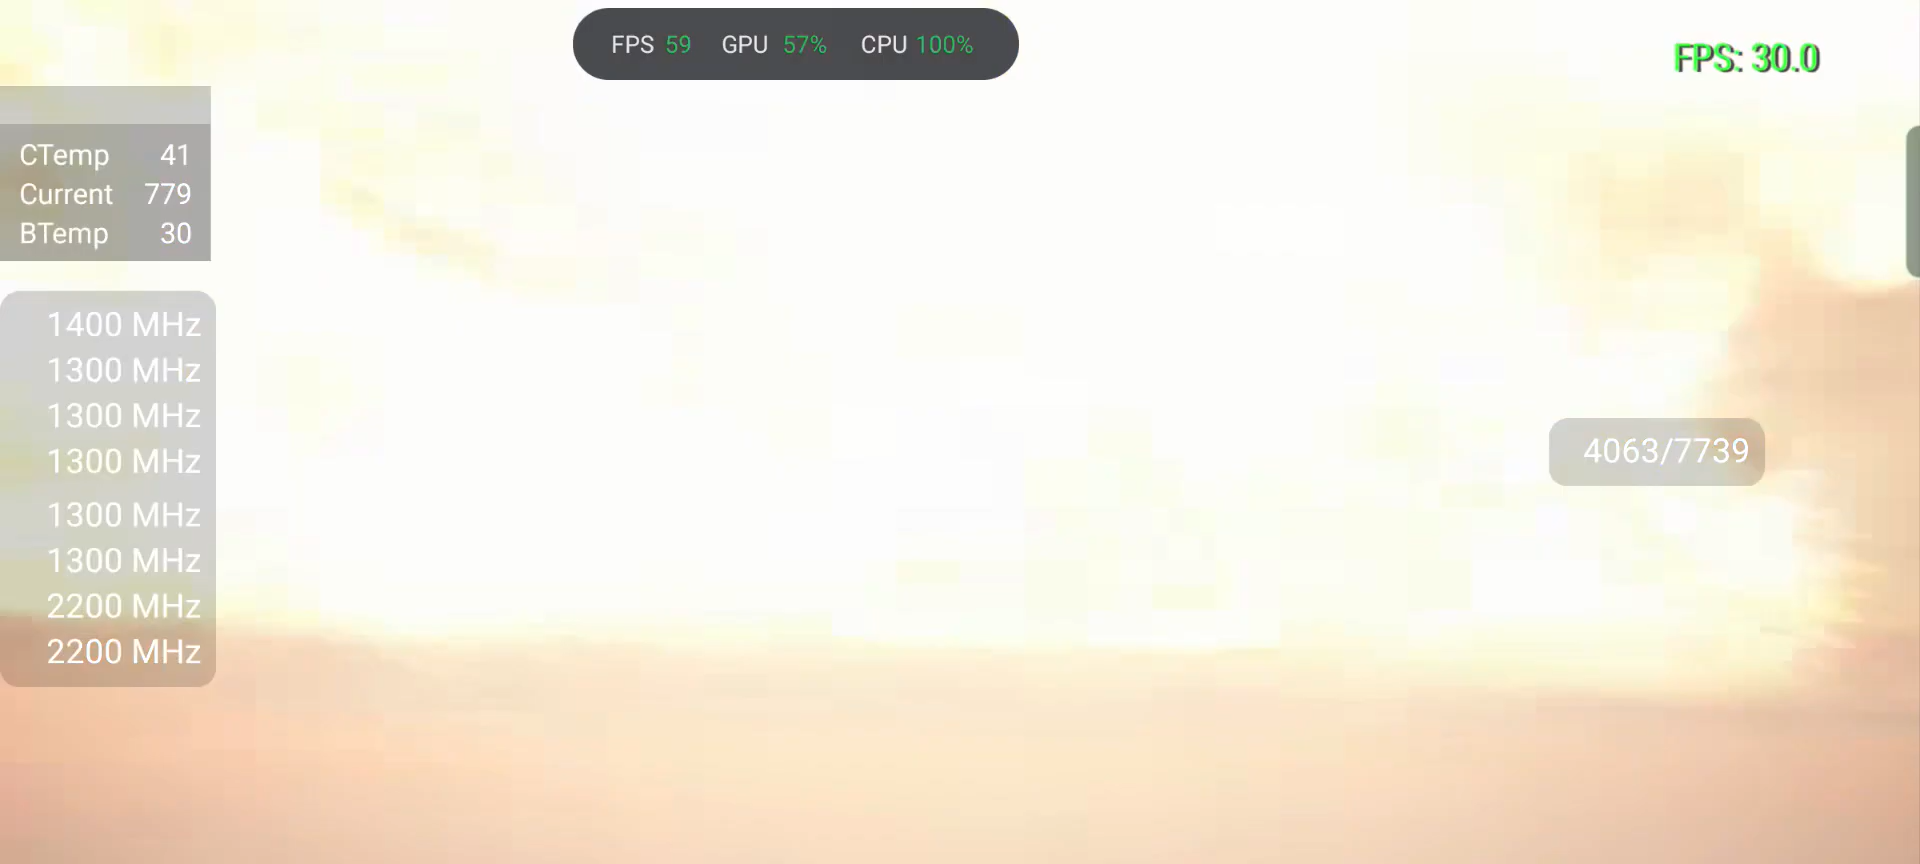 FPS 59 GPU 57% CPU 100%
FPS: 30.0
CTemp 41
Current 779
BTemp 30
1400 MHz
1300 MHz
1300 MHz
1300 MHz
1300 MHz
1300 MHz
2200 MHz
2200 MHz
4063/7739